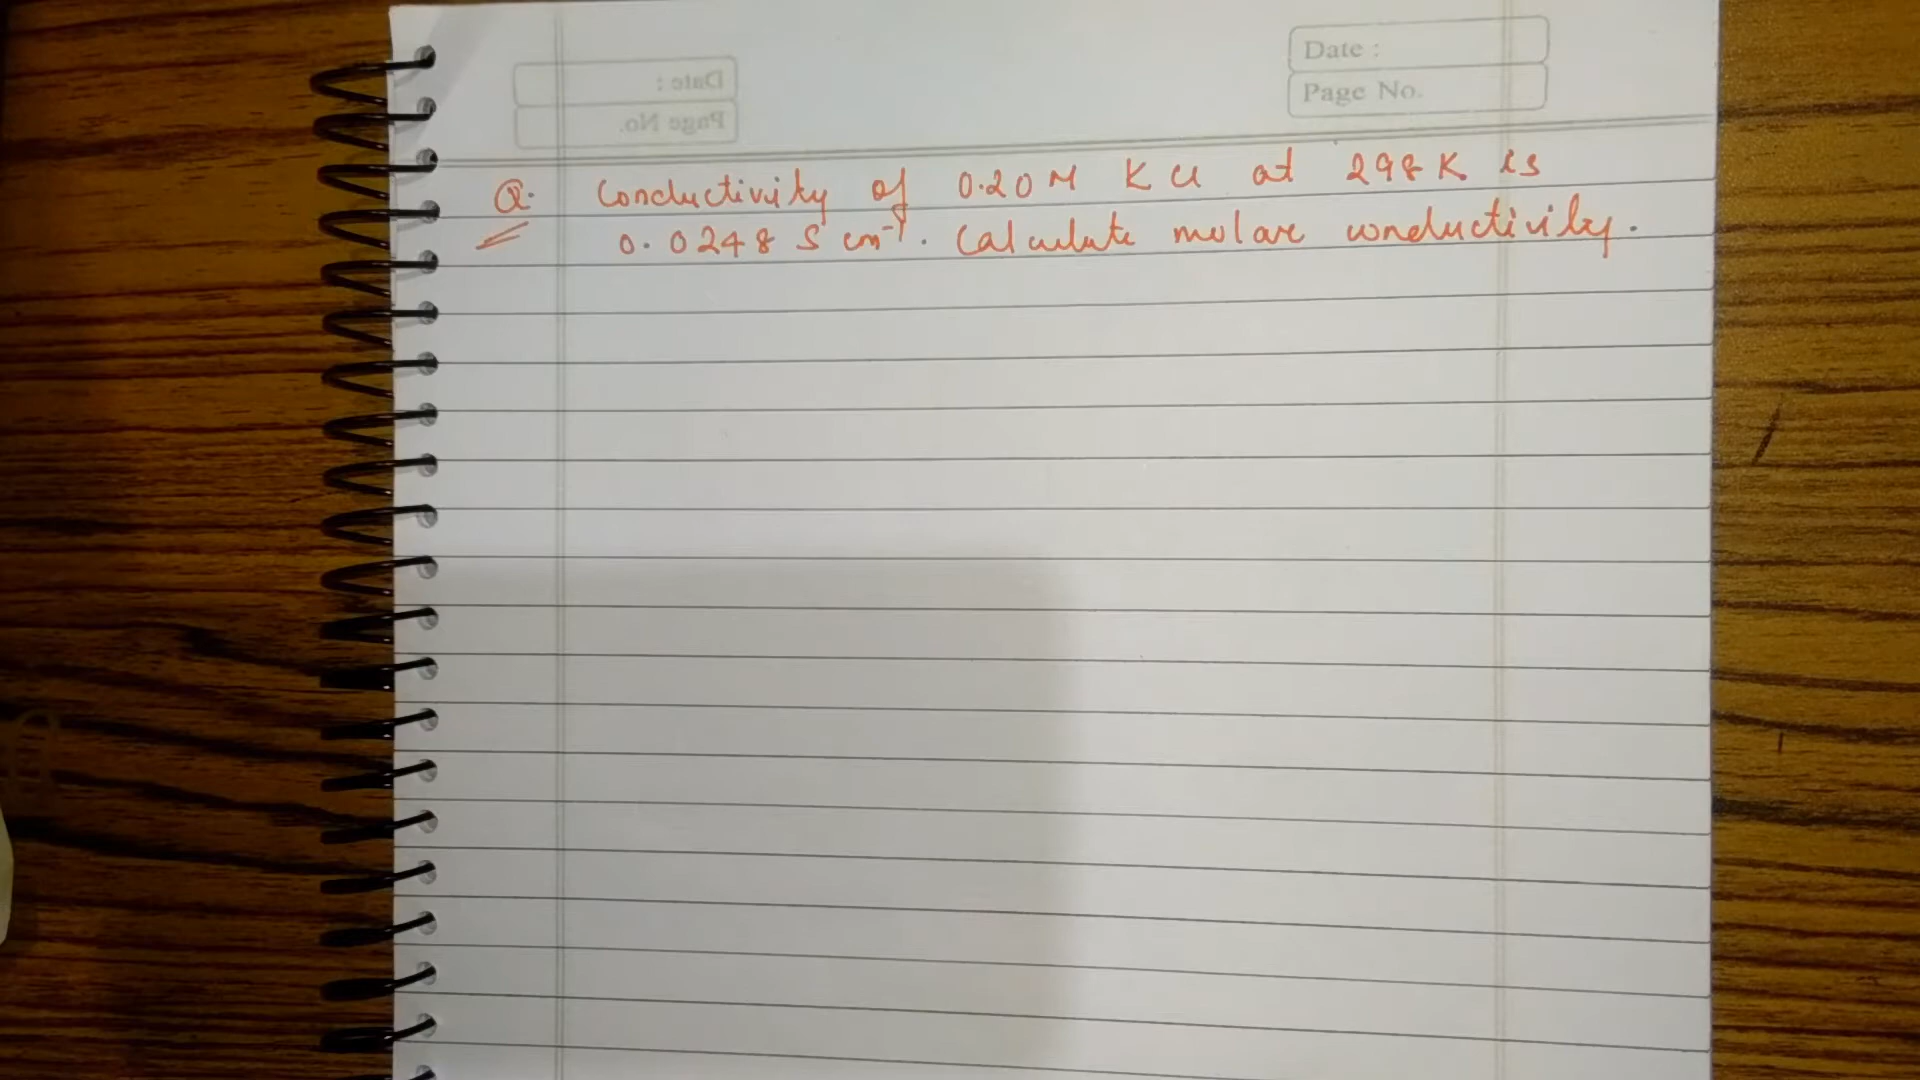 Date :
Page No.
Q. Conductivity of 0.20 M KCl at 298 K is
0.0248 S cm⁻¹. Calculate molar conductivity.